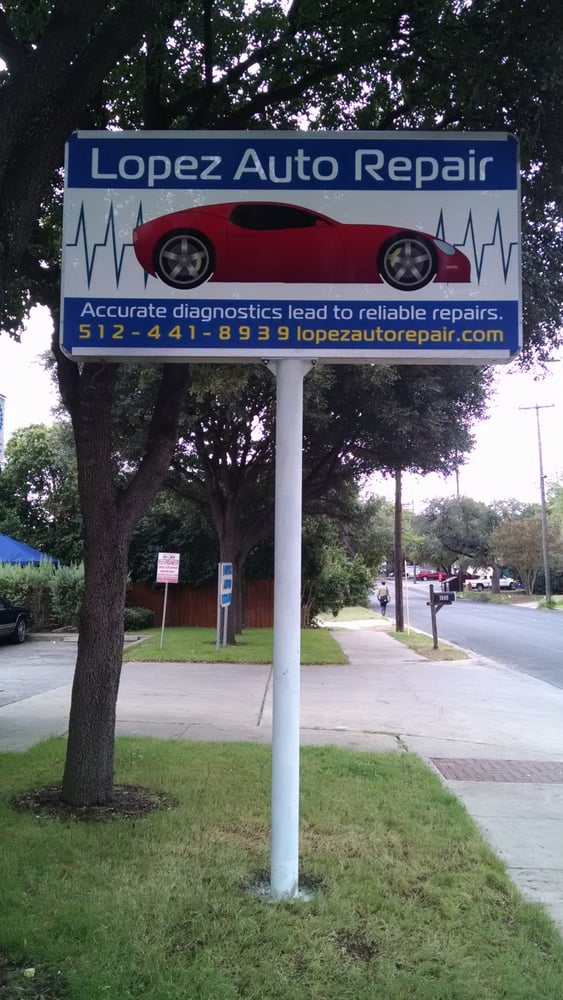 Lopez Auto Repair
Accurate diagnostics lead to reliable repairs.
512-441-8939 lopezautorepair.com